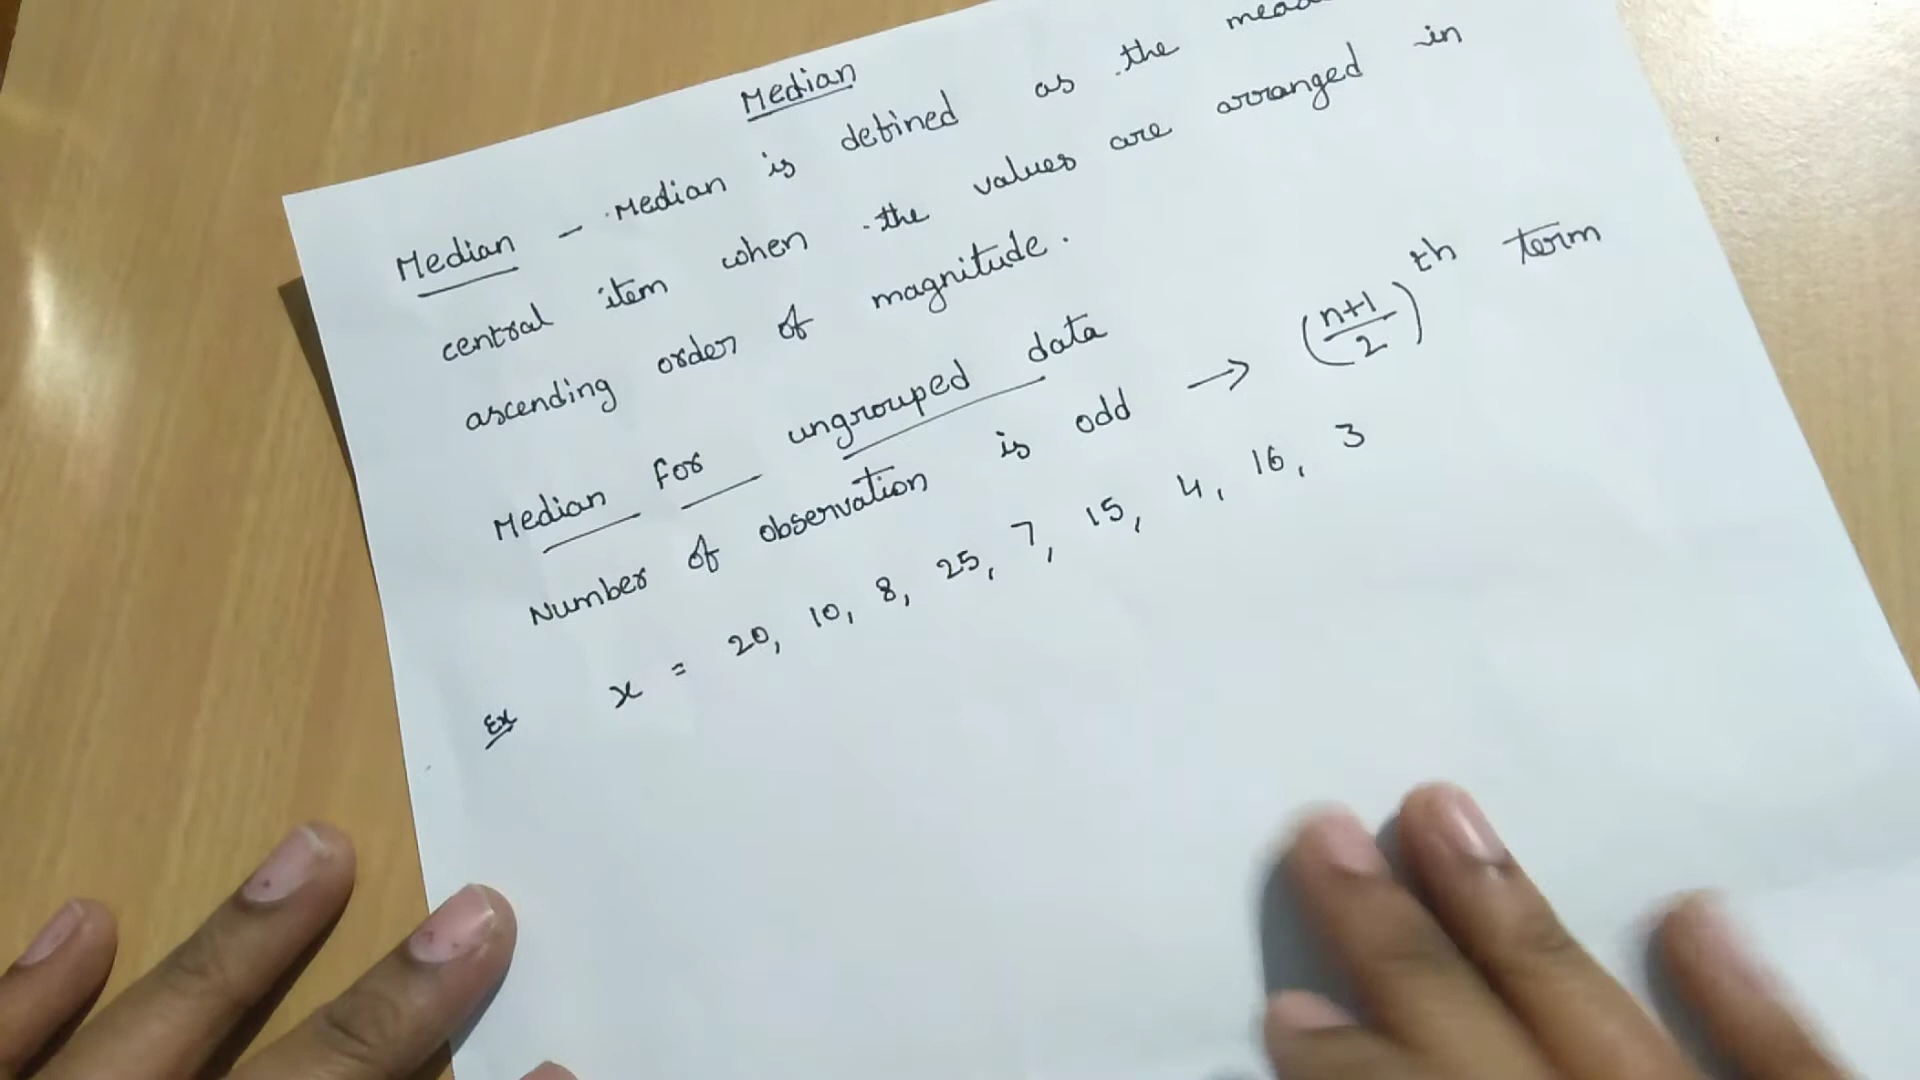 Median
Median - Median is defined as the
central item when the values are arranged in
ascending order of magnitude.
Median for ungrouped data
Number of observation is odd → (n+1/2)th term
Ex x = 20, 10, 8, 25, 7, 15, 4, 16, 3